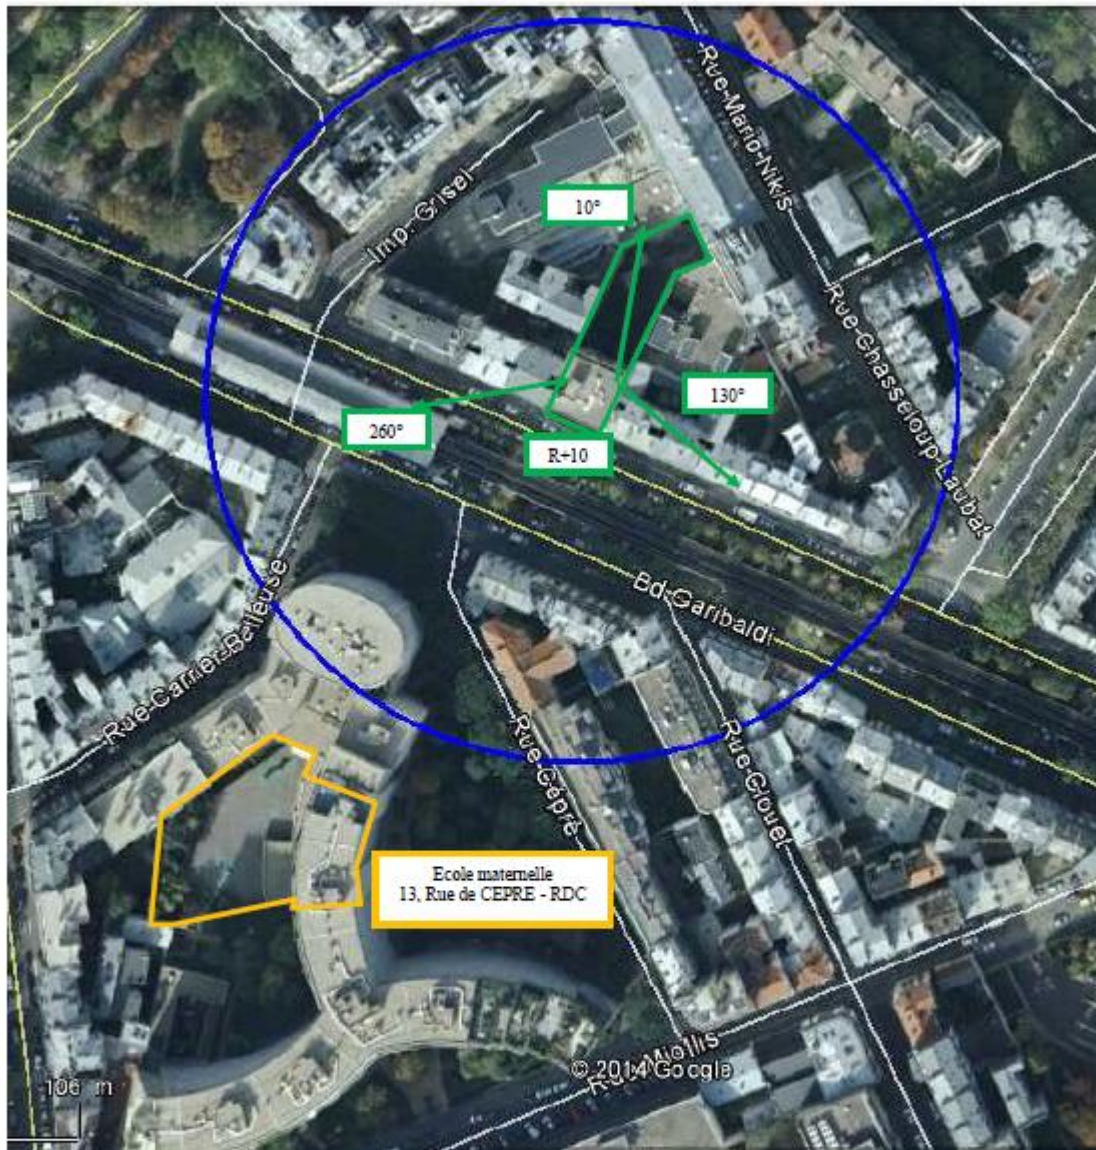 Rue Mario-Nikis
10°
Imp. Grisel
Rue-Chasseloup-Laubat
130°
260°
R+10
Bd Garibaldi
Rue-Carrier-Belleuse
Rue Cépré
Rue-Clouet
Ecole maternelle
13, Rue de CEPRE - RDC
Rue Miollis
© 2014 Google
106 m